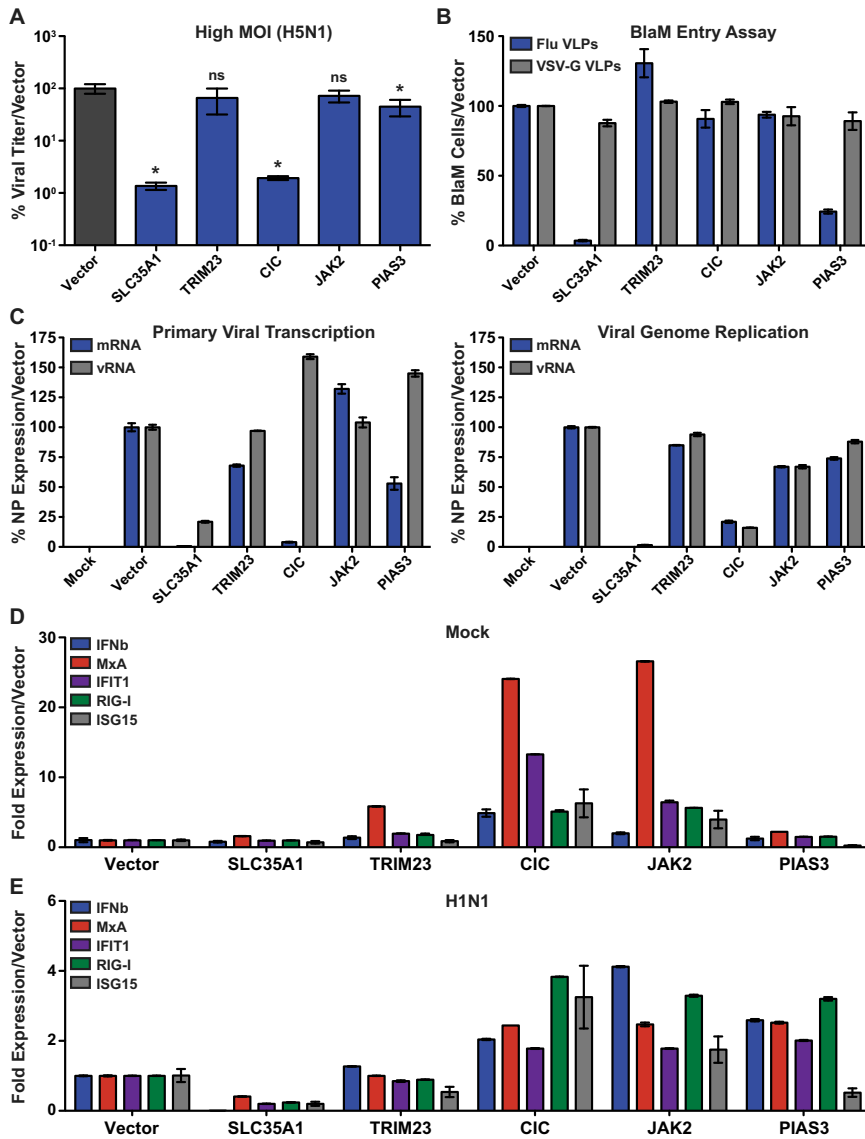 A
High MOI (H5N1)
% Viral Titer/Vector
10³
10²
10¹
10⁰
10⁻¹
*
ns
*
ns
*
Vector
SLC35A1
TRIM23
CIC
JAK2
PIAS3
B
BlaM Entry Assay
Flu VLPs
VSV-G VLPs
% BlaM Cells/Vector
150
100
50
0
Vector
SLC35A1
TRIM23
CIC
JAK2
PIAS3
C
Primary Viral Transcription
mRNA
vRNA
% NP Expression/Vector
175
150
125
100
75
50
25
0
Mock
Vector
SLC35A1
TRIM23
CIC
JAK2
PIAS3
Viral Genome Replication
mRNA
vRNA
% NP Expression/Vector
175
150
125
100
75
50
25
0
Mock
Vector
SLC35A1
TRIM23
CIC
JAK2
PIAS3
D
Mock
IFNb
MxA
IFIT1
RIG-I
ISG15
Fold Expression/Vector
30
20
10
0
Vector
SLC35A1
TRIM23
CIC
JAK2
PIAS3
E
H1N1
IFNb
MxA
IFIT1
RIG-I
ISG15
Fold Expression/Vector
6
4
2
0
Vector
SLC35A1
TRIM23
CIC
JAK2
PIAS3